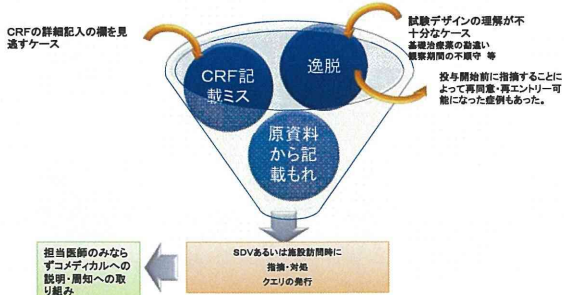 CRFの詳細記入の欄を見
逃すケース
試験デザインの理解が不
十分なケース
基礎治療薬の勘違い
観察期間の不順守 等
投与開始前に指摘することに
よって再同意・再エントリー可
能になった症例もあった。
CRF記
載ミス
逸脱
原資料
から記
載もれ
SDVあるいは施設訪問時に
指摘・対処
クエリの発行
担当医師のみなら
ずコメディカルへの
説明・周知への取
り組み